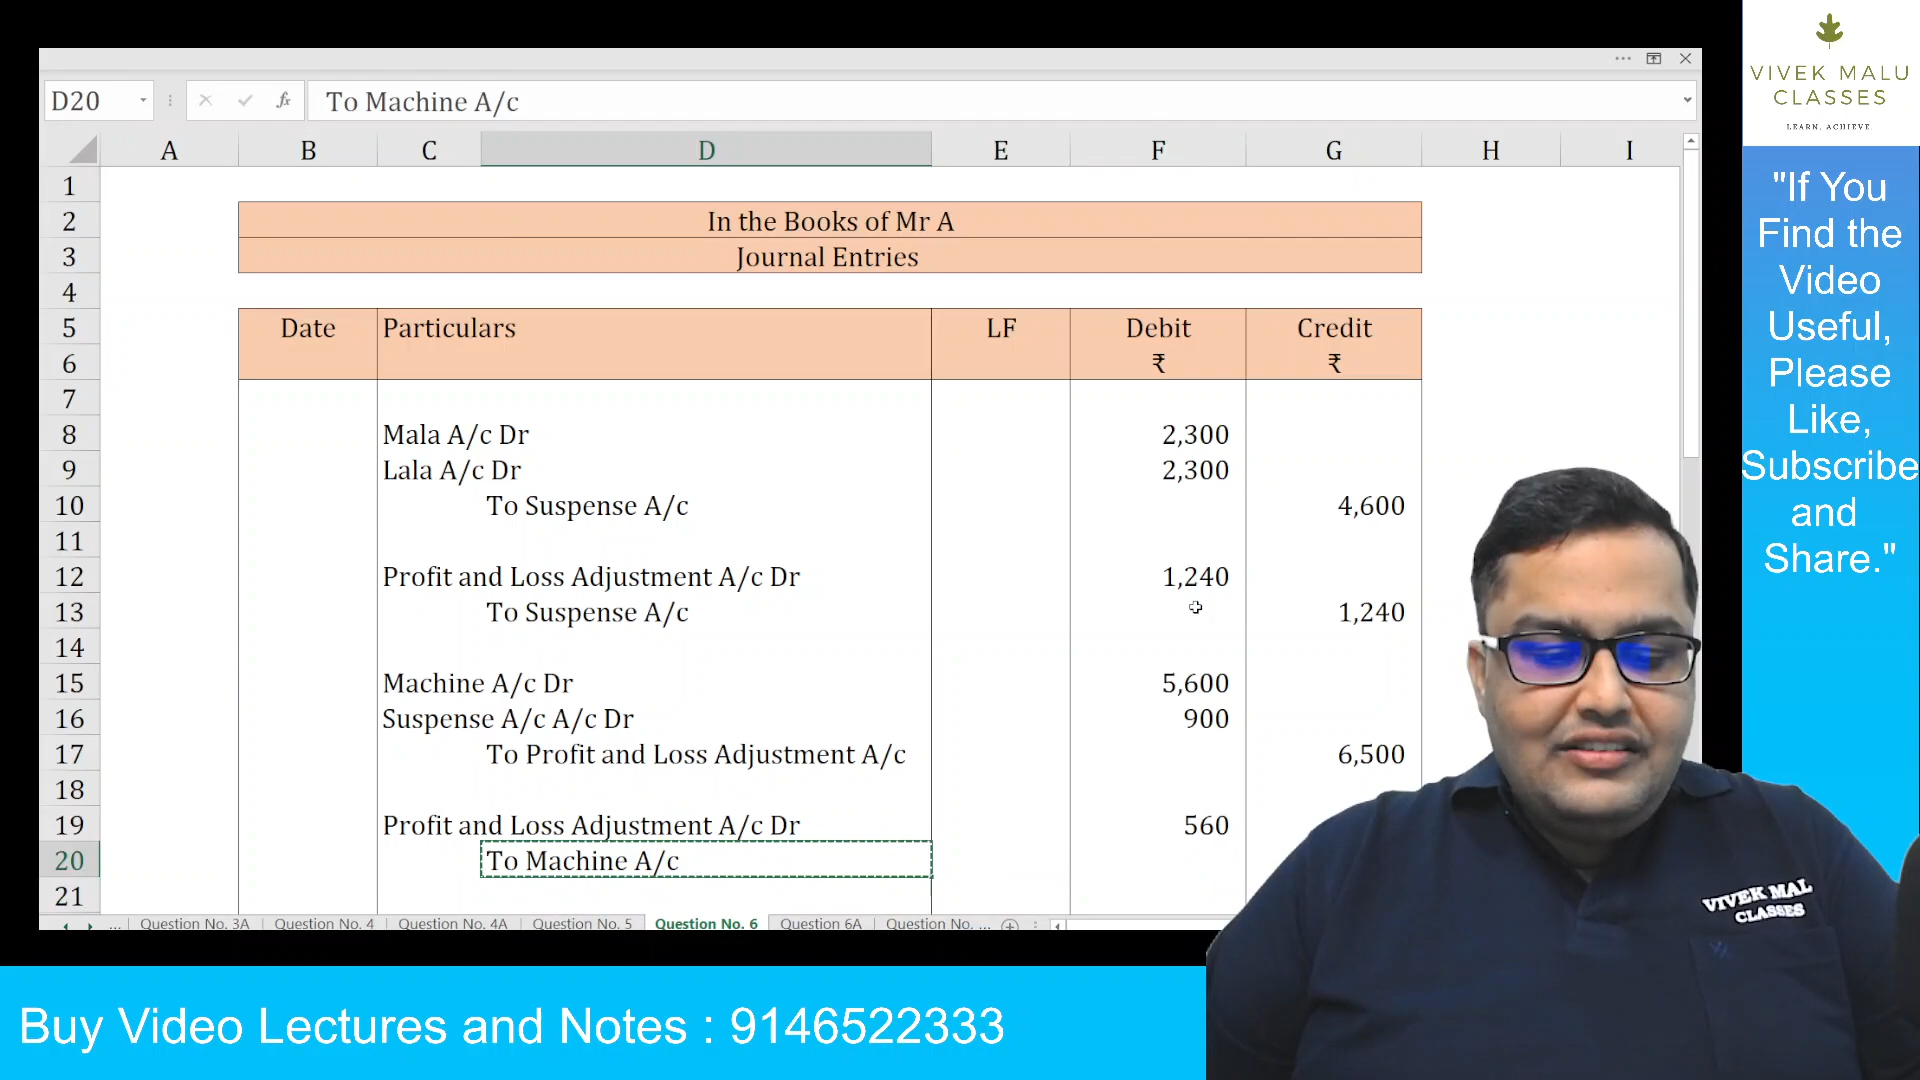 D20
fx
To Machine A/c
A B C D E F G H I
1
2 In the Books of Mr A
3 Journal Entries
4
5 Date Particulars LF Debit Credit
6 ₹ ₹
7
8 Mala A/c Dr 2,300
9 Lala A/c Dr 2,300
10 To Suspense A/c 4,600
11
12 Profit and Loss Adjustment A/c Dr 1,240
13 To Suspense A/c 1,240
14
15 Machine A/c Dr 5,600
16 Suspense A/c A/c Dr 900
17 To Profit and Loss Adjustment A/c 6,500
18
19 Profit and Loss Adjustment A/c Dr 560
20 To Machine A/c
21
... Question No. 3A Question No. 4 Question No. 4A Question No. 5 Question No. 6 Question 6A Question No. ...
VIVEK MALU
CLASSES
LEARN. ACHIEVE.
"If You
Find the
Video
Useful,
Please
Like,
Subscribe
and
Share."
VIVEK MAL
CLASSES
Buy Video Lectures and Notes : 9146522333